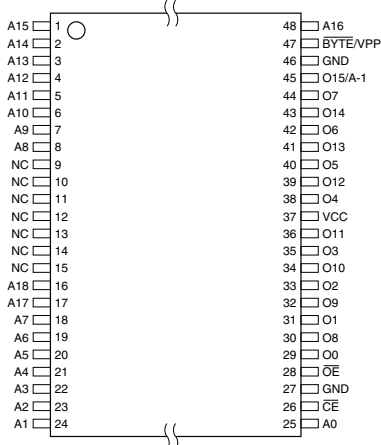 A15 1 48 A16
A14 2 47 B̅Y̅T̅E̅/VPP
A13 3 46 GND
A12 4 45 O15/A-1
A11 5 44 O7
A10 6 43 O14
A9 7 42 O6
A8 8 41 O13
NC 9 40 O5
NC 10 39 O12
NC 11 38 O4
NC 12 37 VCC
NC 13 36 O11
NC 14 35 O3
NC 15 34 O10
A18 16 33 O2
A17 17 32 O9
A7 18 31 O1
A6 19 30 O8
A5 20 29 O0
A4 21 28 O̅E̅
A3 22 27 GND
A2 23 26 C̅E̅
A1 24 25 A0